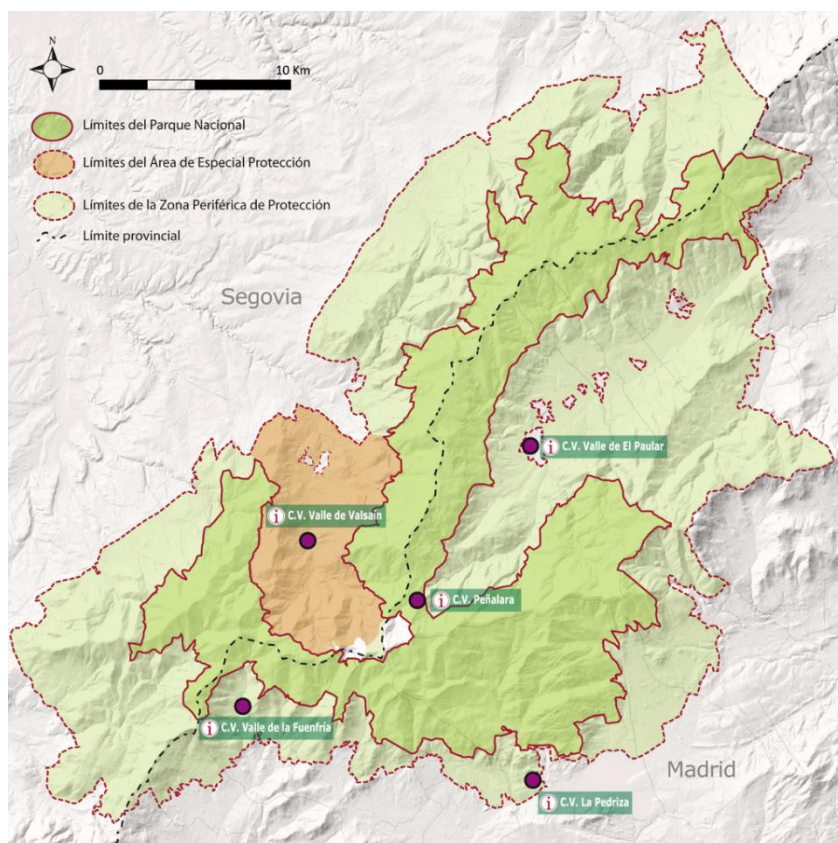 N
0 10 Km
Límites del Parque Nacional
Límites del Área de Especial Protección
Límites de la Zona Periférica de Protección
Límite provincial
Segovia
i C.V. Valle de El Paular
i C.V. Valle de Valsaín
i C.V. Peñalara
i C.V. Valle de la Fuenfría
Madrid
i C.V. La Pedriza